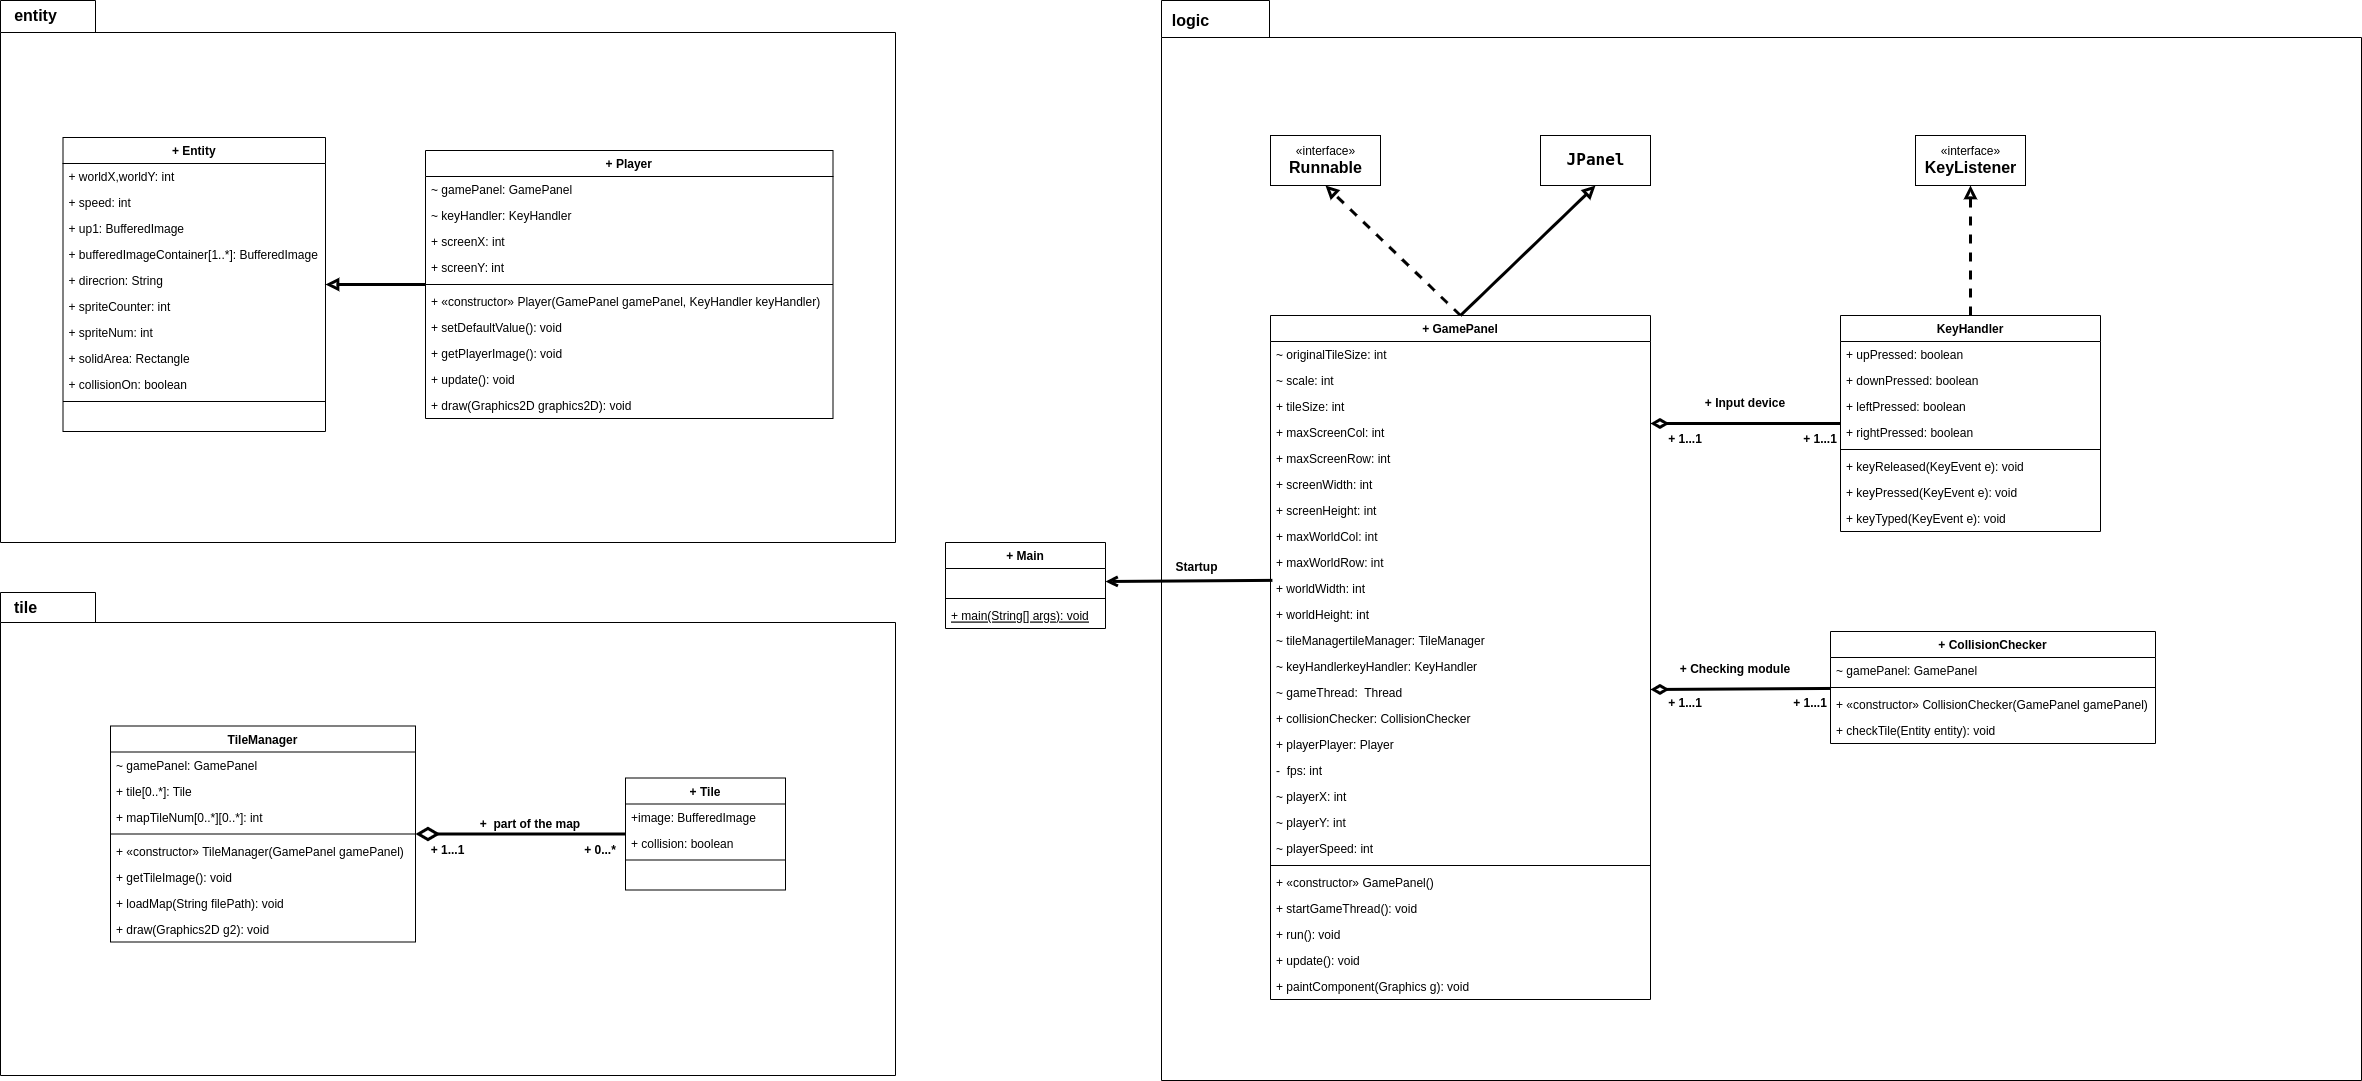 entity
+ Entity
+ worldX,worldY: int
+ speed: int
+ up1: BufferedImage
+ bufferedImageContainer[1..*]: BufferedImage
+ direcrion: String
+ spriteCounter: int
+ spriteNum: int
+ solidArea: Rectangle
+ collisionOn: boolean
+ Player
~ gamePanel: GamePanel
~ keyHandler: KeyHandler
+ screenX: int
+ screenY: int
+ «constructor» Player(GamePanel gamePanel, KeyHandler keyHandler)
+ setDefaultValue(): void
+ getPlayerImage(): void
+ update(): void
+ draw(Graphics2D graphics2D): void
tile
TileManager
~ gamePanel: GamePanel
+ tile[0..*]: Tile
+ mapTileNum[0..*][0..*]: int
+ «constructor» TileManager(GamePanel gamePanel)
+ getTileImage(): void
+ loadMap(String filePath): void
+ draw(Graphics2D g2): void
+ part of the map
+ 1...1
+ 0...*
+ Tile
+image: BufferedImage
+ collision: boolean
+ Main
+ main(String[] args): void
Startup
logic
«interface»
Runnable
JPanel
«interface»
KeyListener
+ GamePanel
~ originalTileSize: int
~ scale: int
+ tileSize: int
+ maxScreenCol: int
+ maxScreenRow: int
+ screenWidth: int
+ screenHeight: int
+ maxWorldCol: int
+ maxWorldRow: int
+ worldWidth: int
+ worldHeight: int
~ tileManagertileManager: TileManager
~ keyHandlerkeyHandler: KeyHandler
~ gameThread: Thread
+ collisionChecker: CollisionChecker
+ playerPlayer: Player
- fps: int
~ playerX: int
~ playerY: int
~ playerSpeed: int
+ «constructor» GamePanel()
+ startGameThread(): void
+ run(): void
+ update(): void
+ paintComponent(Graphics g): void
+ Input device
+ 1...1
+ 1...1
KeyHandler
+ upPressed: boolean
+ downPressed: boolean
+ leftPressed: boolean
+ rightPressed: boolean
+ keyReleased(KeyEvent e): void
+ keyPressed(KeyEvent e): void
+ keyTyped(KeyEvent e): void
+ Checking module
+ 1...1
+ 1...1
+ CollisionChecker
~ gamePanel: GamePanel
+ «constructor» CollisionChecker(GamePanel gamePanel)
+ checkTile(Entity entity): void